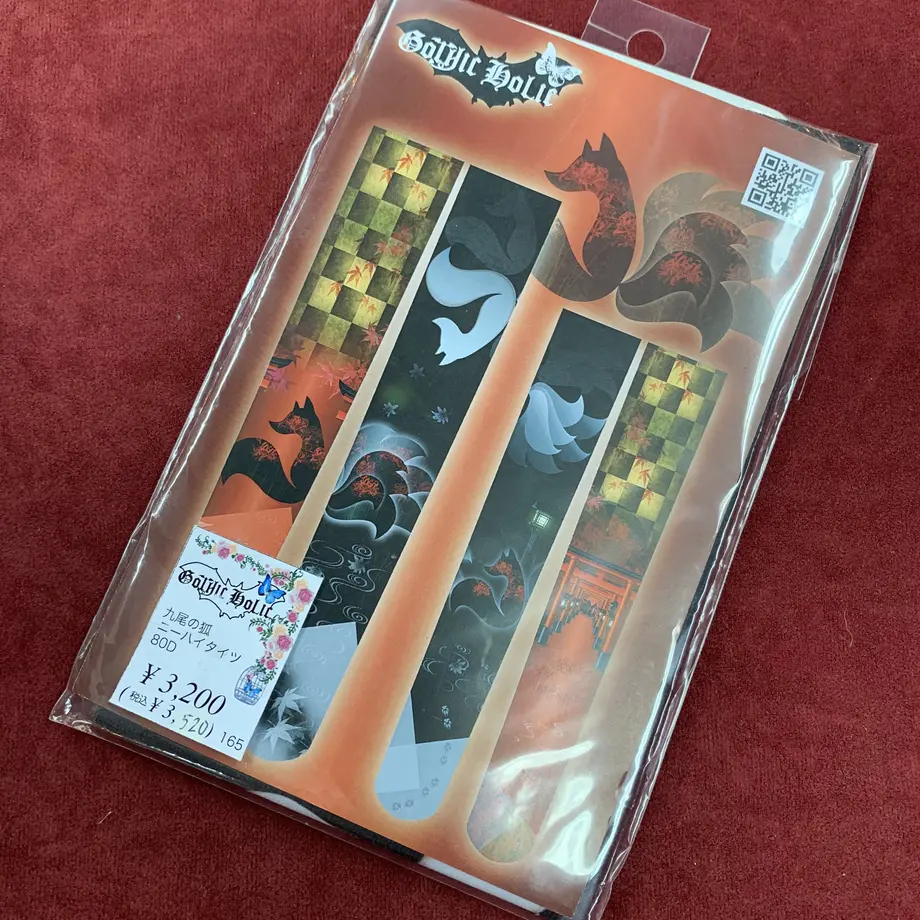 Gothic Holic
Gothic Holic
九尾の狐
ニーハイタイツ
80D
￥3,200
(税込￥3,520) 165